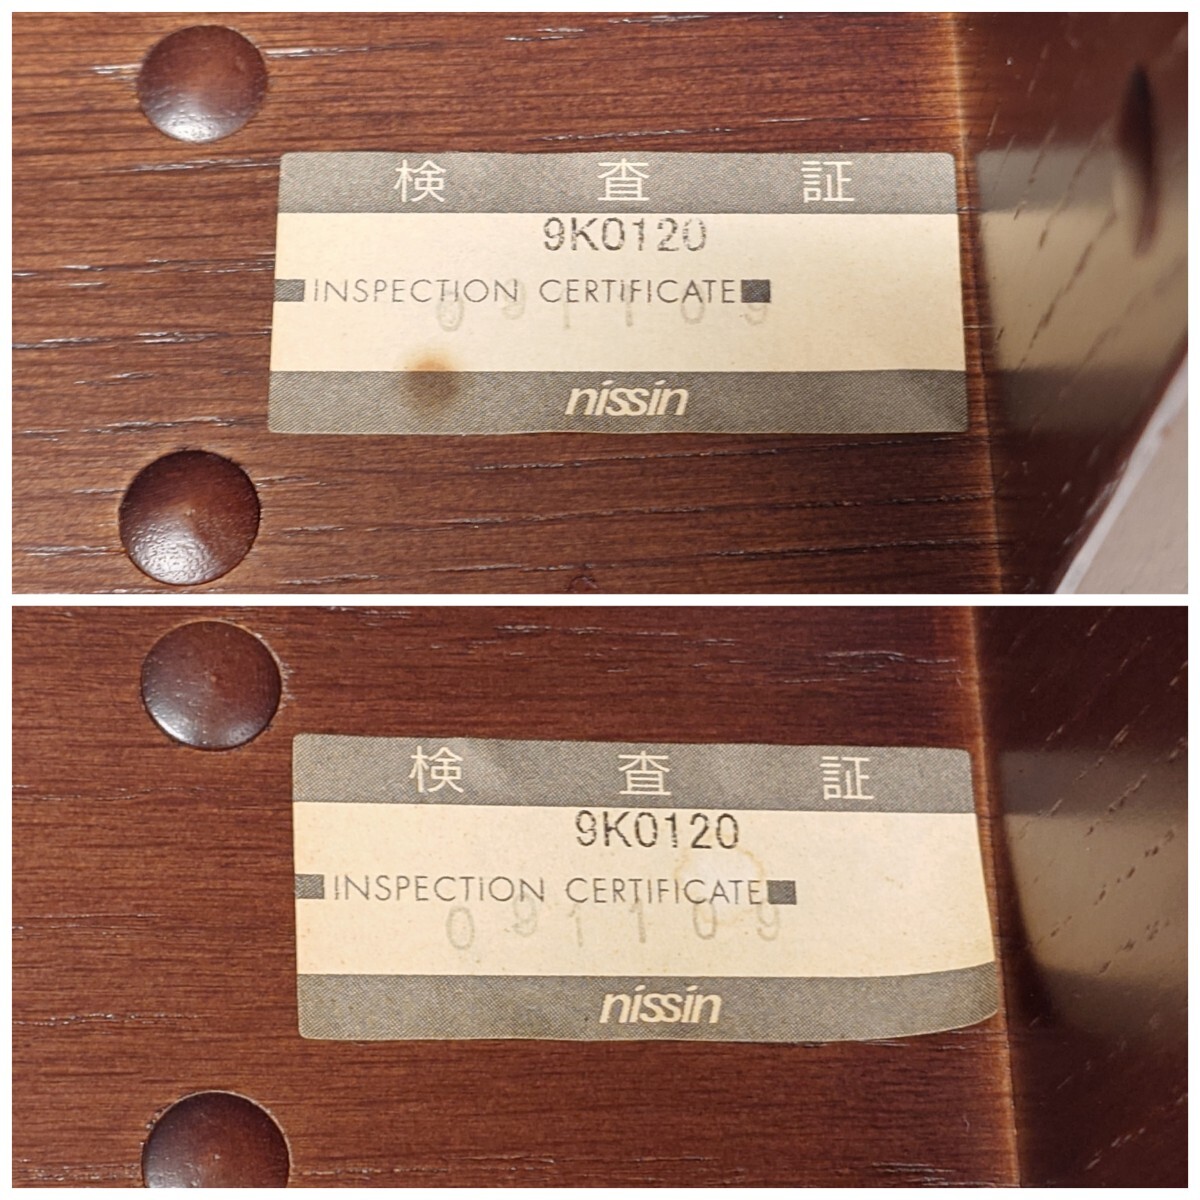 検 査 証
9K0120
INSPECTION CERTIFICATE
091109
nissin
検 査 証
9K0120
INSPECTION CERTIFICATE
091109
nissin